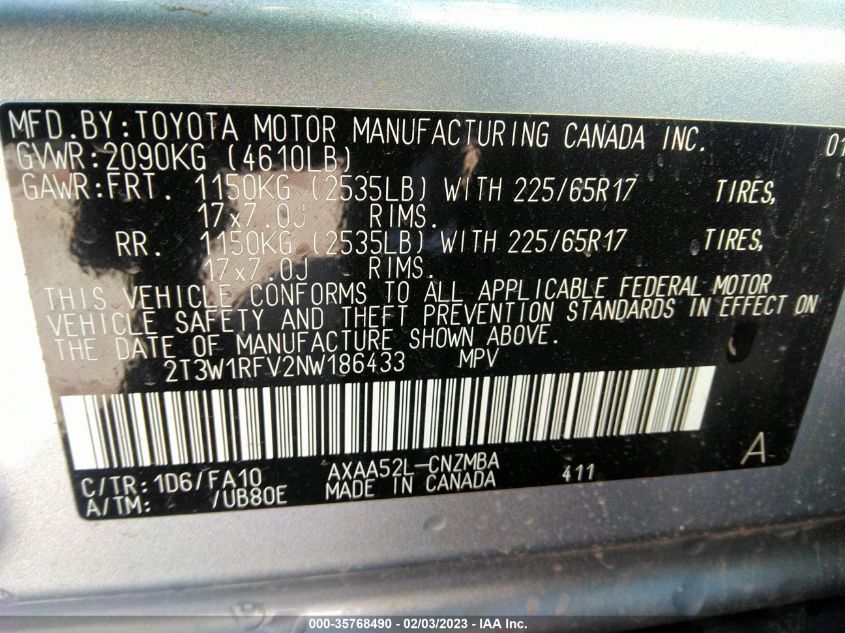 MFD.BY:TOYOTA MOTOR MANUFACTURING CANADA INC. 01
GVWR:2090KG (4610LB)
GAWR:FRT. 1150KG (2535LB) WITH 225/65R17 TIRES,
17x7.0J RIMS.
RR. 1150KG (2535LB) WITH 225/65R17 TIRES,
17x7.0J RIMS.
THIS VEHICLE CONFORMS TO ALL APPLICABLE FEDERAL MOTOR
VEHICLE SAFETY AND THEFT PREVENTION STANDARDS IN EFFECT ON
THE DATE OF MANUFACTURE SHOWN ABOVE.
2T3W1RFV2NW186433 MPV
A
C/TR:1D6/FA10 AXAA52L-CNZMBA 411
A/TM: /UB80E MADE IN CANADA
000-35768490 — 02/03/2023 — IAA Inc.